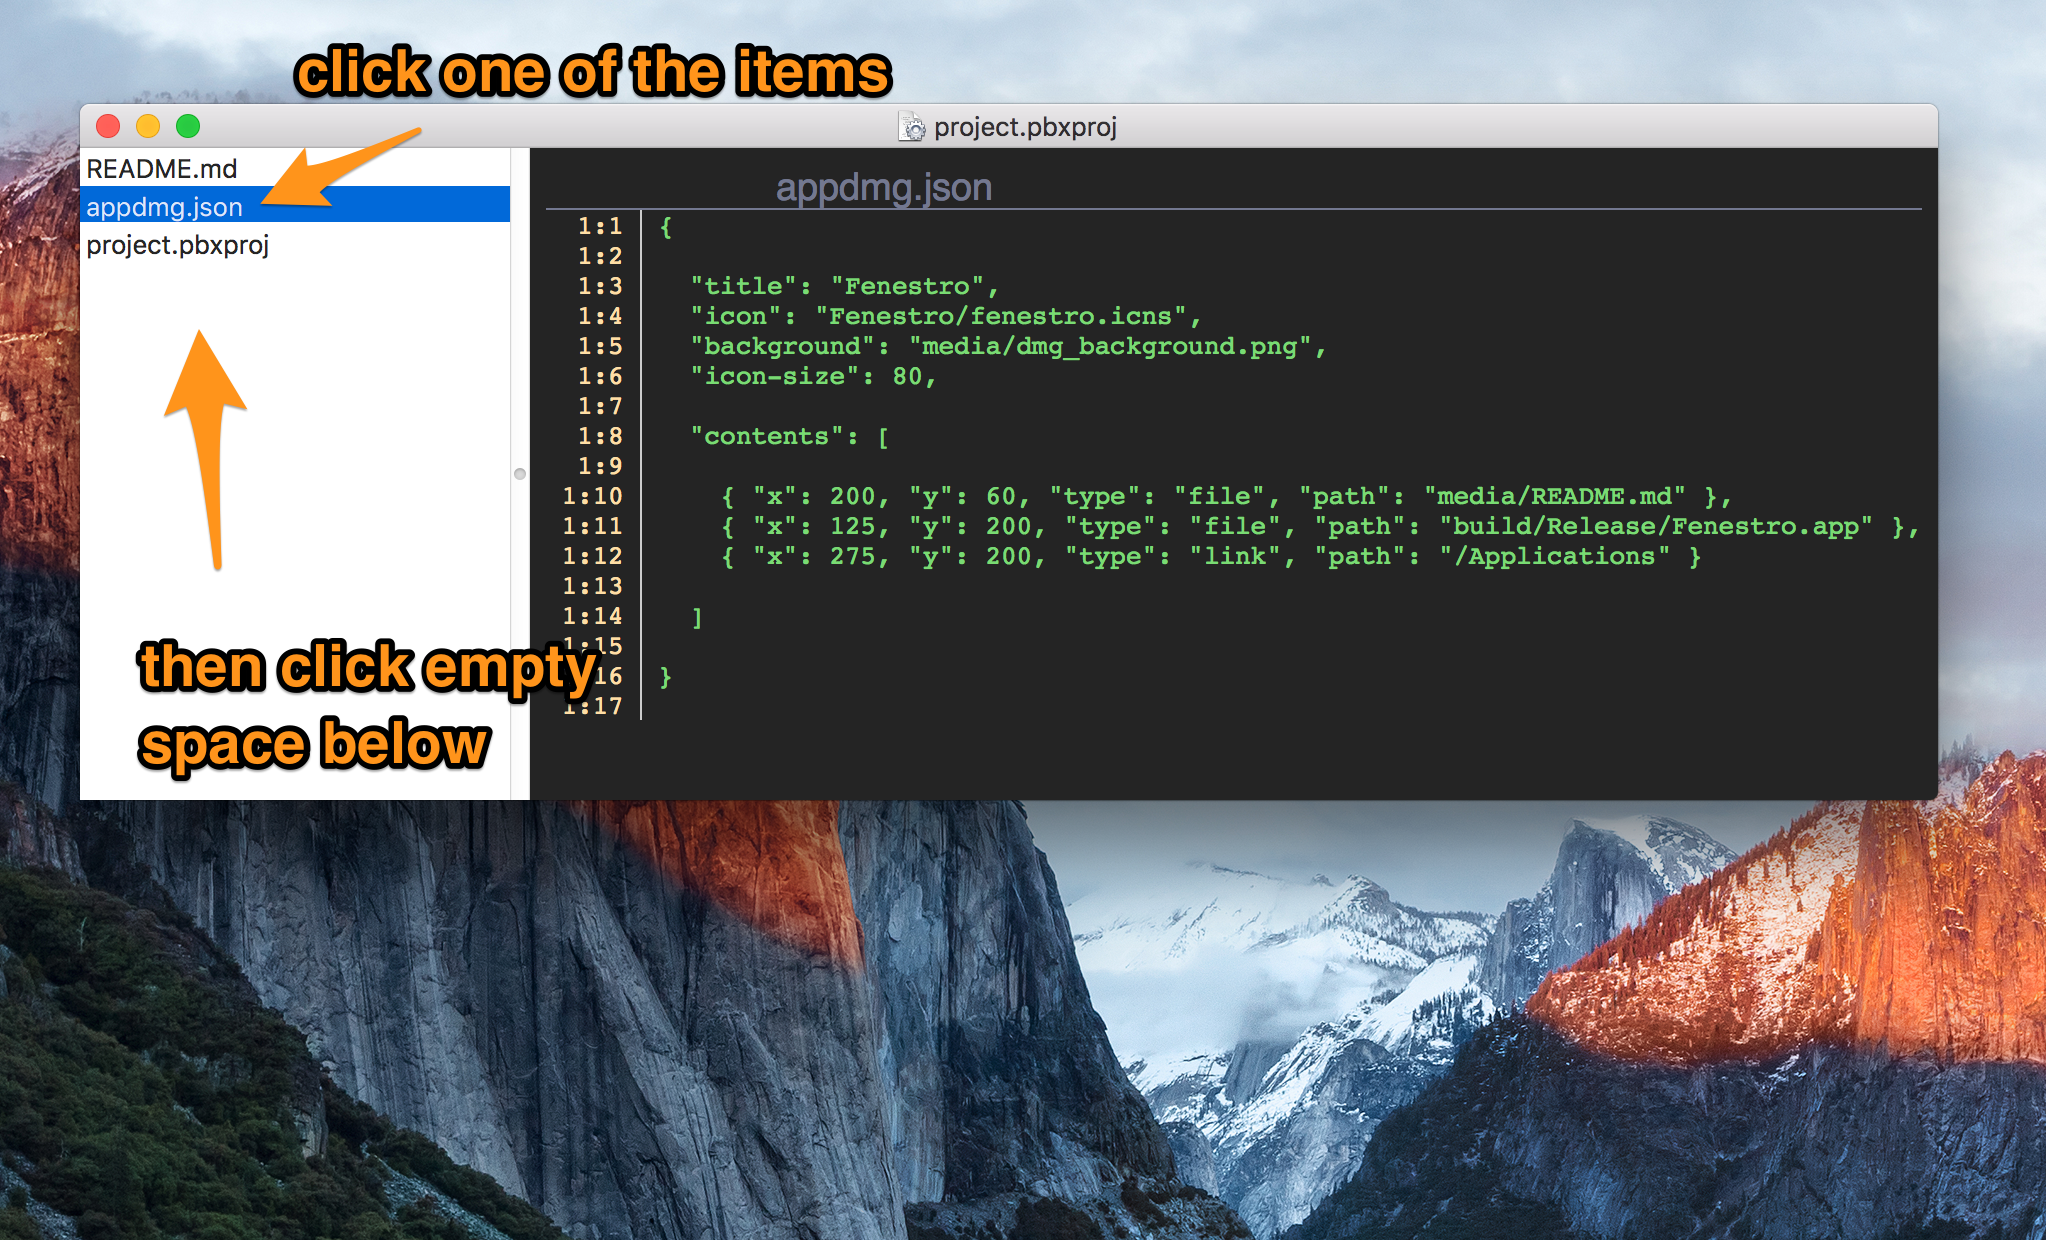 click one of the items
project.pbxproj
README.md
appdmg.json
project.pbxproj
then click empty
space below
appdmg.json
1:1 {
1:2
1:3 "title": "Fenestro",
1:4 "icon": "Fenestro/fenestro.icns",
1:5 "background": "media/dmg_background.png",
1:6 "icon-size": 80,
1:7
1:8 "contents": [
1:9
1:10 { "x": 200, "y": 60, "type": "file", "path": "media/README.md" },
1:11 { "x": 125, "y": 200, "type": "file", "path": "build/Release/Fenestro.app" },
1:12 { "x": 275, "y": 200, "type": "link", "path": "/Applications" }
1:13
1:14 ]
1:15
16 }
1:17